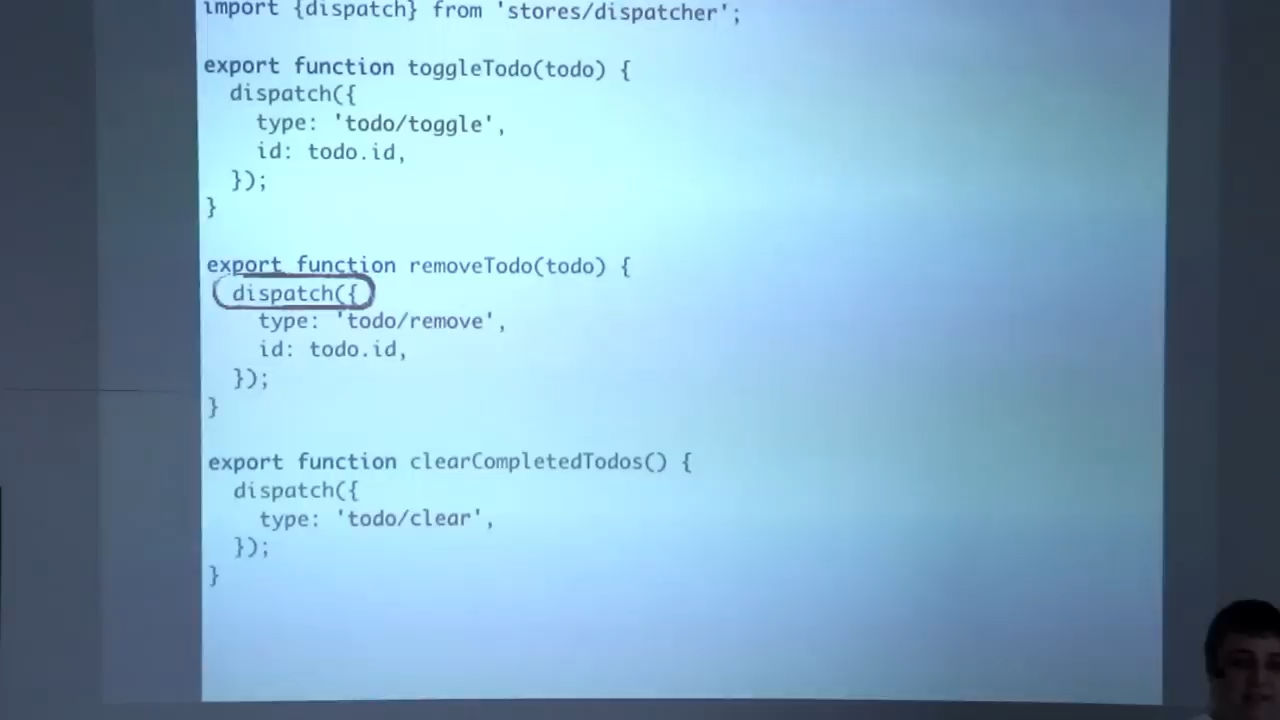 import {dispatch} from 'stores/dispatcher';
export function toggleTodo(todo) {
dispatch({
type: 'todo/toggle',
id: todo.id,
});
}
export function removeTodo(todo) {
dispatch({
type: 'todo/remove',
id: todo.id,
});
}
export function clearCompletedTodos() {
dispatch({
type: 'todo/clear',
});
}